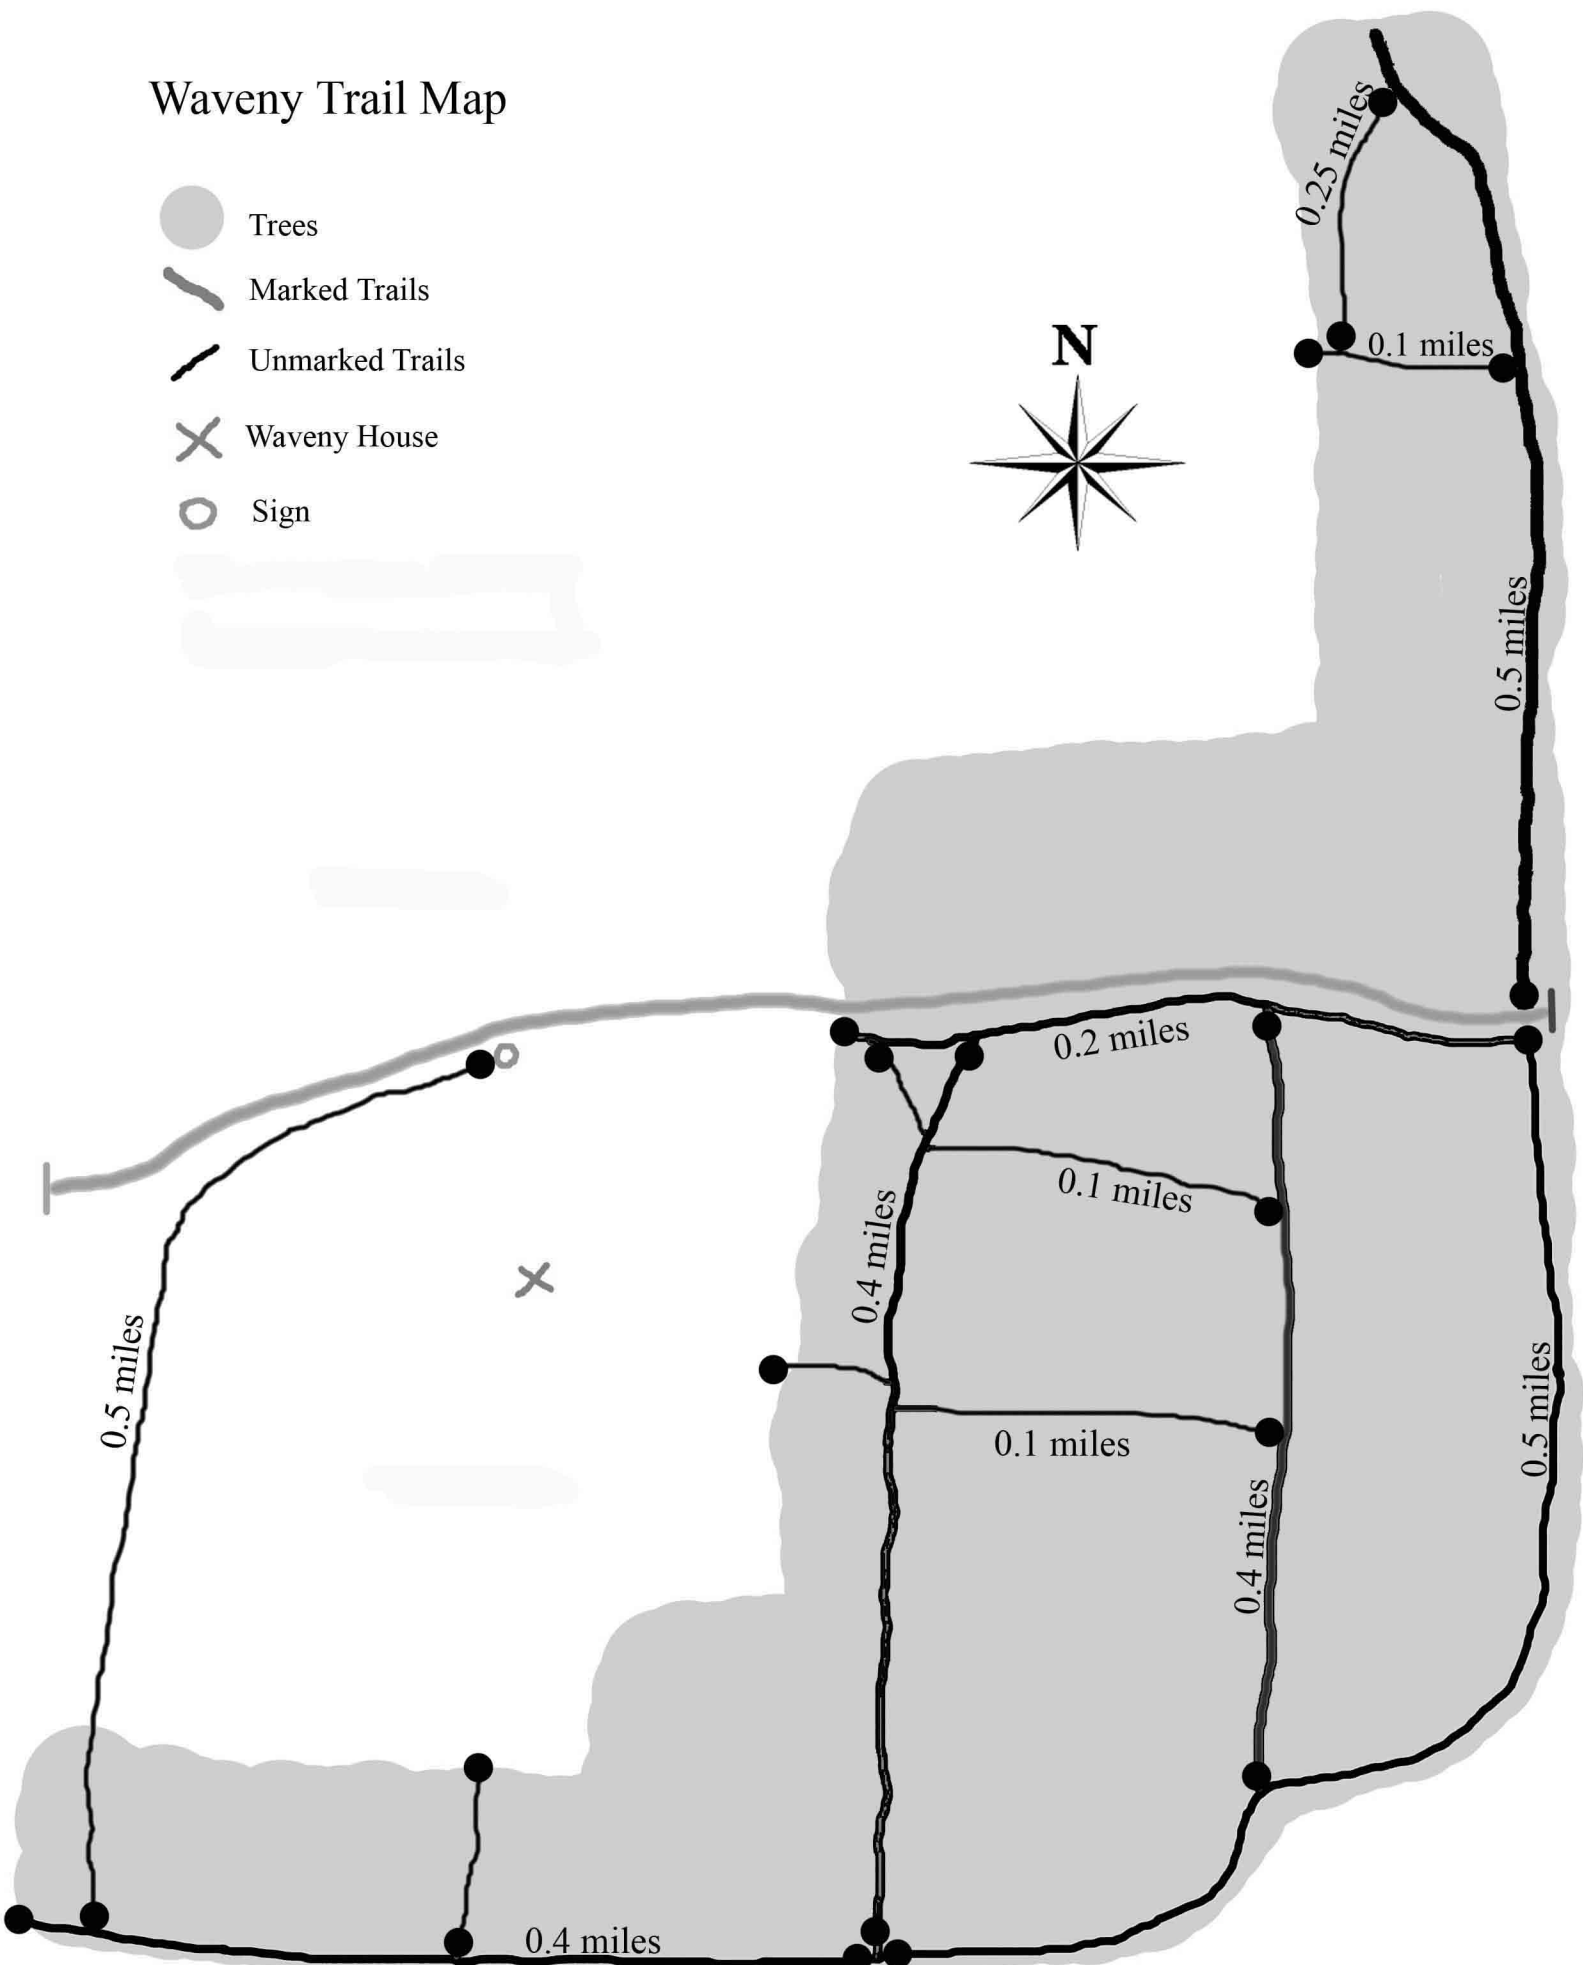 Waveny Trail Map
Trees
Marked Trails
Unmarked Trails
Waveny House
Sign
N
0.25 miles
0.1 miles
0.5 miles
0.2 miles
0.1 miles
0.4 miles
0.5 miles
0.1 miles
0.5 miles
0.4 miles
0.4 miles